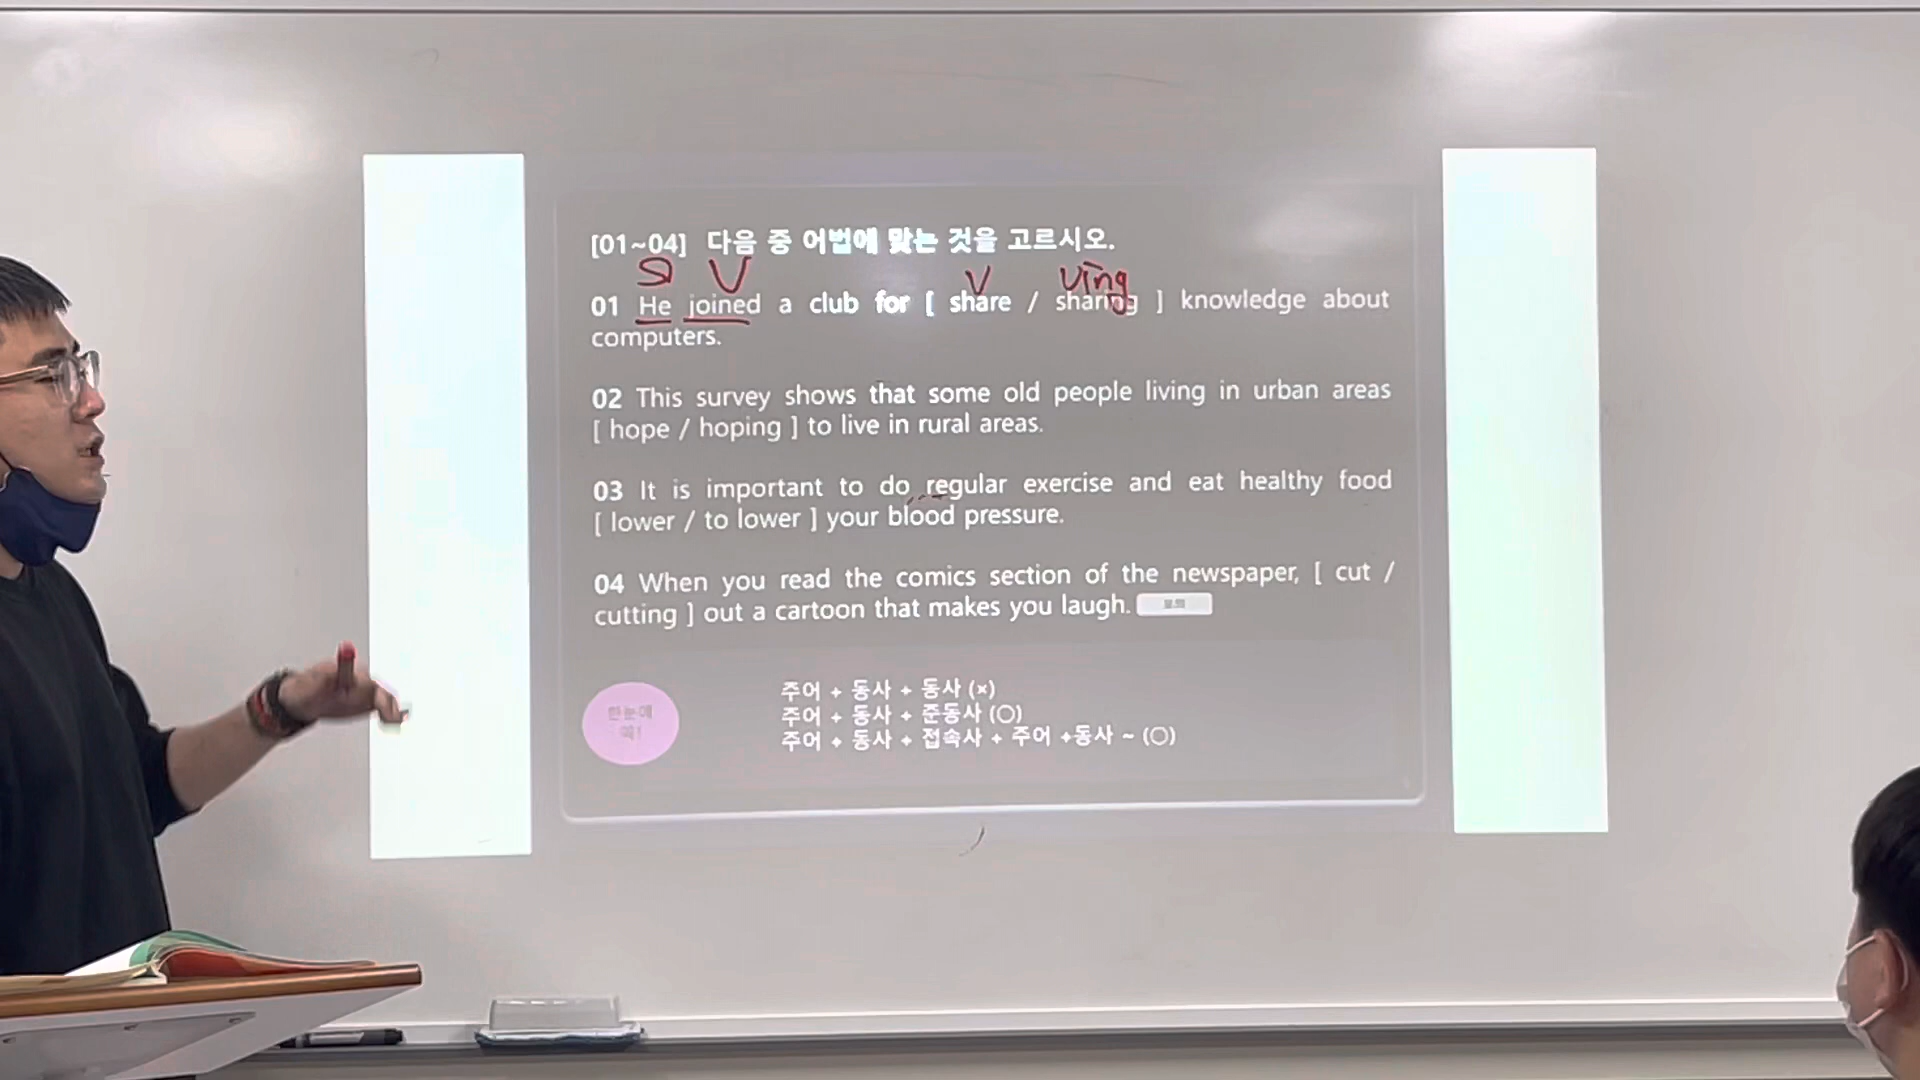 [01~04] 다음 중 어법에 맞는 것을 고르시오.
S V V Ving
01 He joined a club for [ share / sharing ] knowledge about
computers.
02 This survey shows that some old people living in urban areas
[ hope / hoping ] to live in rural areas.
03 It is important to do regular exercise and eat healthy food
[ lower / to lower ] your blood pressure.
04 When you read the comics section of the newspaper, [ cut /
cutting ] out a cartoon that makes you laugh.
한눈에
주어 + 동사 + 동사 (×)
주어 + 동사 + 준동사 (○)
주어 + 동사 + 접속사 + 주어 +동사 ~ (○)